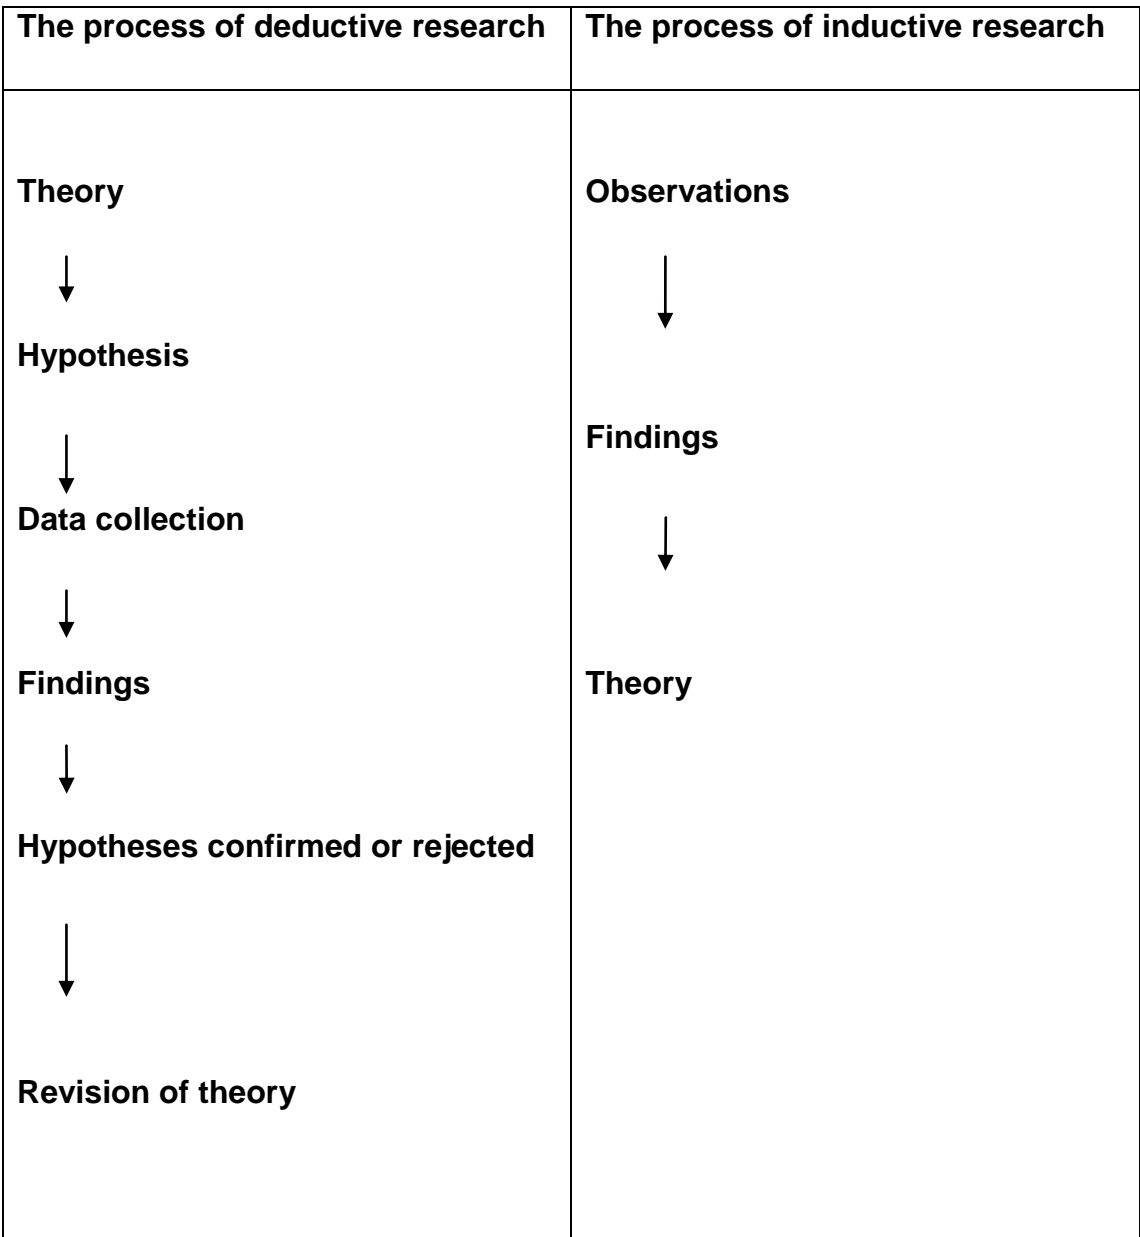 The process of deductive research
The process of inductive research
Theory
Hypothesis
Data collection
Findings
Hypotheses confirmed or rejected
Revision of theory
Observations
Findings
Theory